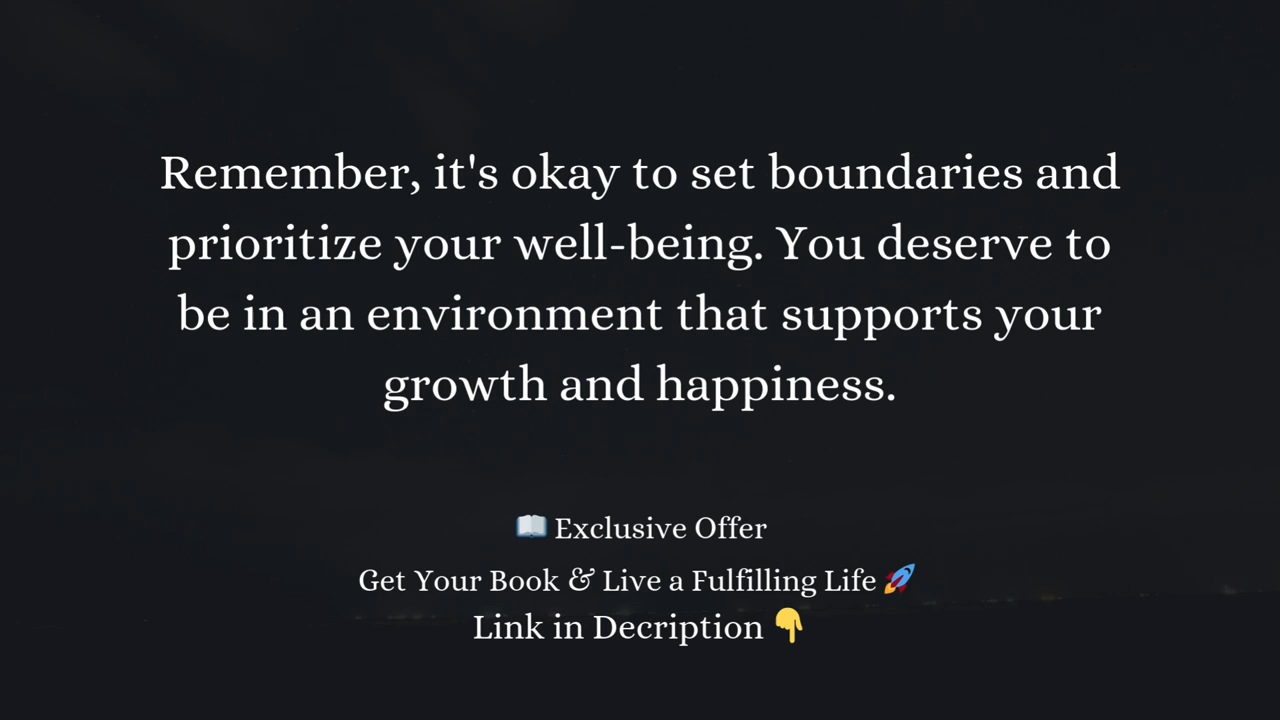 Remember, it's okay to set boundaries and
prioritize your well-being. You deserve to
be in an environment that supports your
growth and happiness.
📖 Exclusive Offer
Get Your Book & Live a Fulfilling Life 🚀
Link in Decription 👇